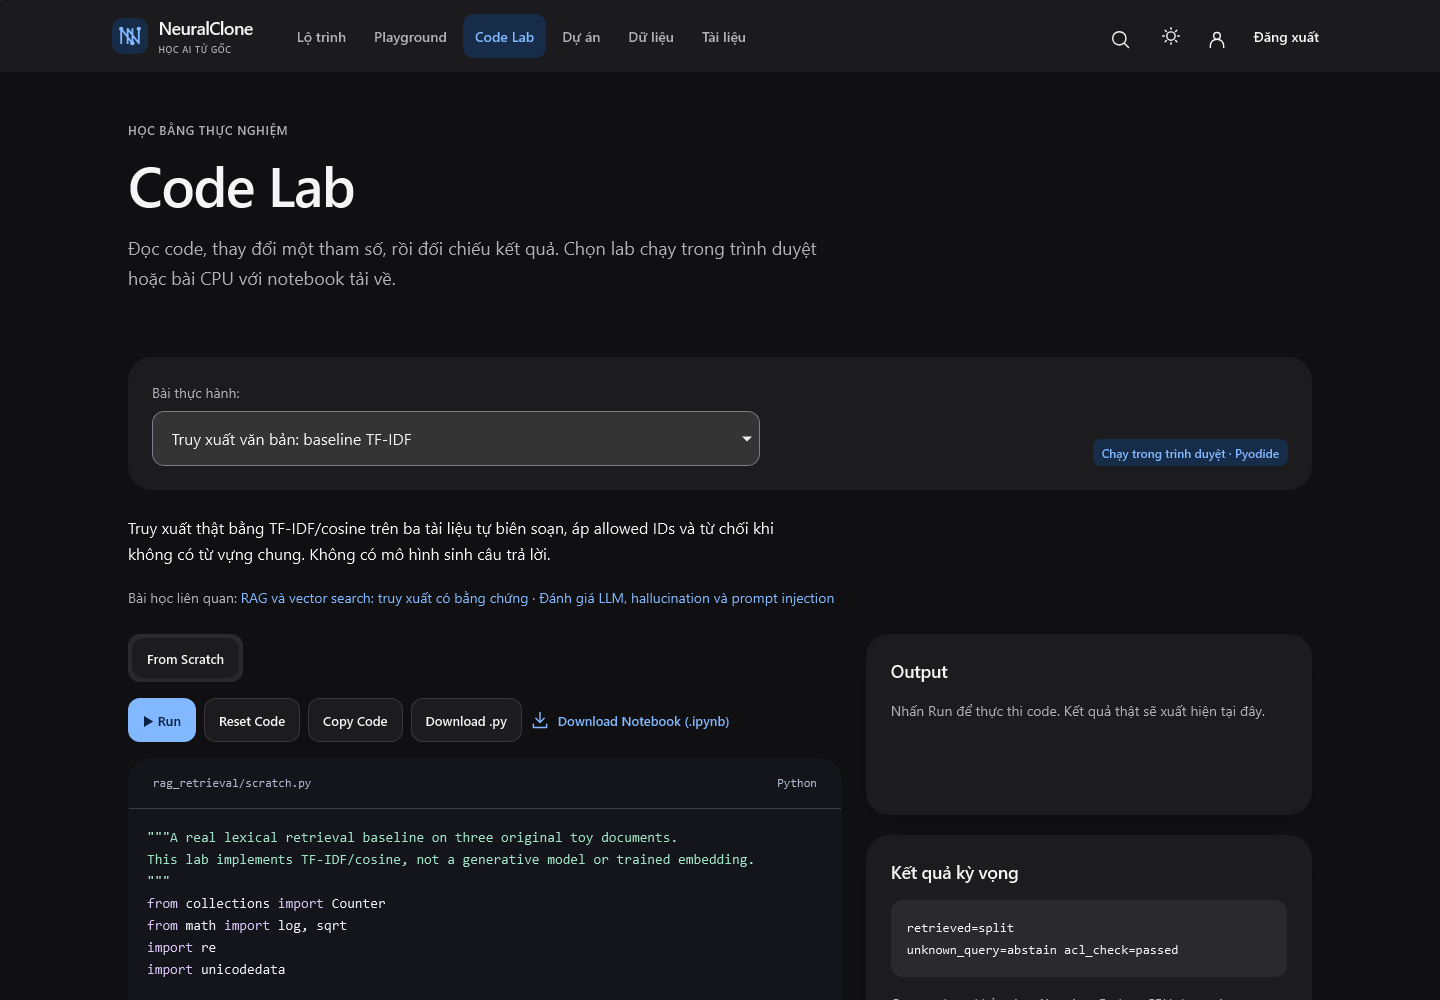 NeuralClone
HỌC AI TỪ GỐC
Lộ trình
Playground
Code Lab
Dự án
Dữ liệu
Tài liệu
Đăng xuất
HỌC BẰNG THỰC NGHIỆM
Code Lab
Đọc code, thay đổi một tham số, rồi đối chiếu kết quả. Chọn lab chạy trong trình duyệt
hoặc bài CPU với notebook tải về.
Bài thực hành:
Truy xuất văn bản: baseline TF-IDF
Chạy trong trình duyệt · Pyodide
Truy xuất thật bằng TF-IDF/cosine trên ba tài liệu tự biên soạn, áp allowed IDs và từ chối khi
không có từ vựng chung. Không có mô hình sinh câu trả lời.
Bài học liên quan: RAG và vector search: truy xuất có bằng chứng · Đánh giá LLM, hallucination và prompt injection
From Scratch
▶ Run
Reset Code
Copy Code
Download .py
Download Notebook (.ipynb)
rag_retrieval/scratch.py
Python
"""A real lexical retrieval baseline on three original toy documents.
This lab implements TF-IDF/cosine, not a generative model or trained embedding.
"""
from collections import Counter
from math import log, sqrt
import re
import unicodedata
Output
Nhấn Run để thực thi code. Kết quả thật sẽ xuất hiện tại đây.
Kết quả kỳ vọng
retrieved=split
unknown_query=abstain acl_check=passed